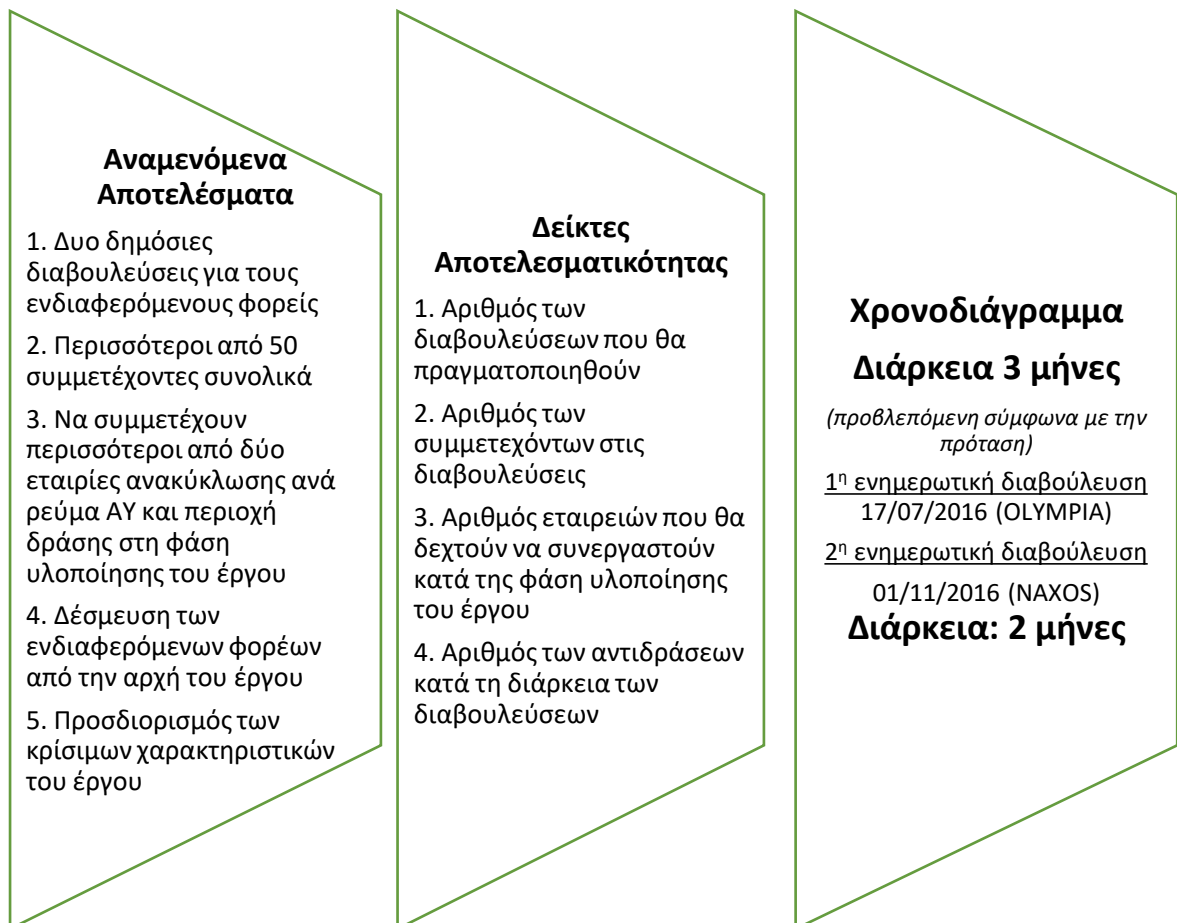 Αναμενόμενα
Αποτελέσματα
1. Δυο δημόσιες
διαβουλεύσεις για τους
ενδιαφερόμενους φορείς
2. Περισσότεροι από 50
συμμετέχοντες συνολικά
3. Να συμμετέχουν
περισσότεροι από δύο
εταιρίες ανακύκλωσης ανά
ρεύμα ΑΥ και περιοχή
δράσης στη φάση
υλοποίησης του έργου
4. Δέσμευση των
ενδιαφερόμενων φορέων
από την αρχή του έργου
5. Προσδιορισμός των
κρίσιμων χαρακτηριστικών
του έργου
Δείκτες
Αποτελεσματικότητας
1. Αριθμός των
διαβουλεύσεων που θα
πραγματοποιηθούν
2. Αριθμός των
συμμετεχόντων στις
διαβουλεύσεις
3. Αριθμός εταιρειών που θα
δεχτούν να συνεργαστούν
κατά της φάση υλοποίησης
του έργου
4. Αριθμός των αντιδράσεων
κατά τη διάρκεια των
διαβουλεύσεων
Χρονοδιάγραμμα
Διάρκεια 3 μήνες
(προβλεπόμενη σύμφωνα με την
πρόταση)
1η ενημερωτική διαβούλευση
17/07/2016 (OLYMPIA)
2η ενημερωτική διαβούλευση
01/11/2016 (NAXOS)
Διάρκεια: 2 μήνες